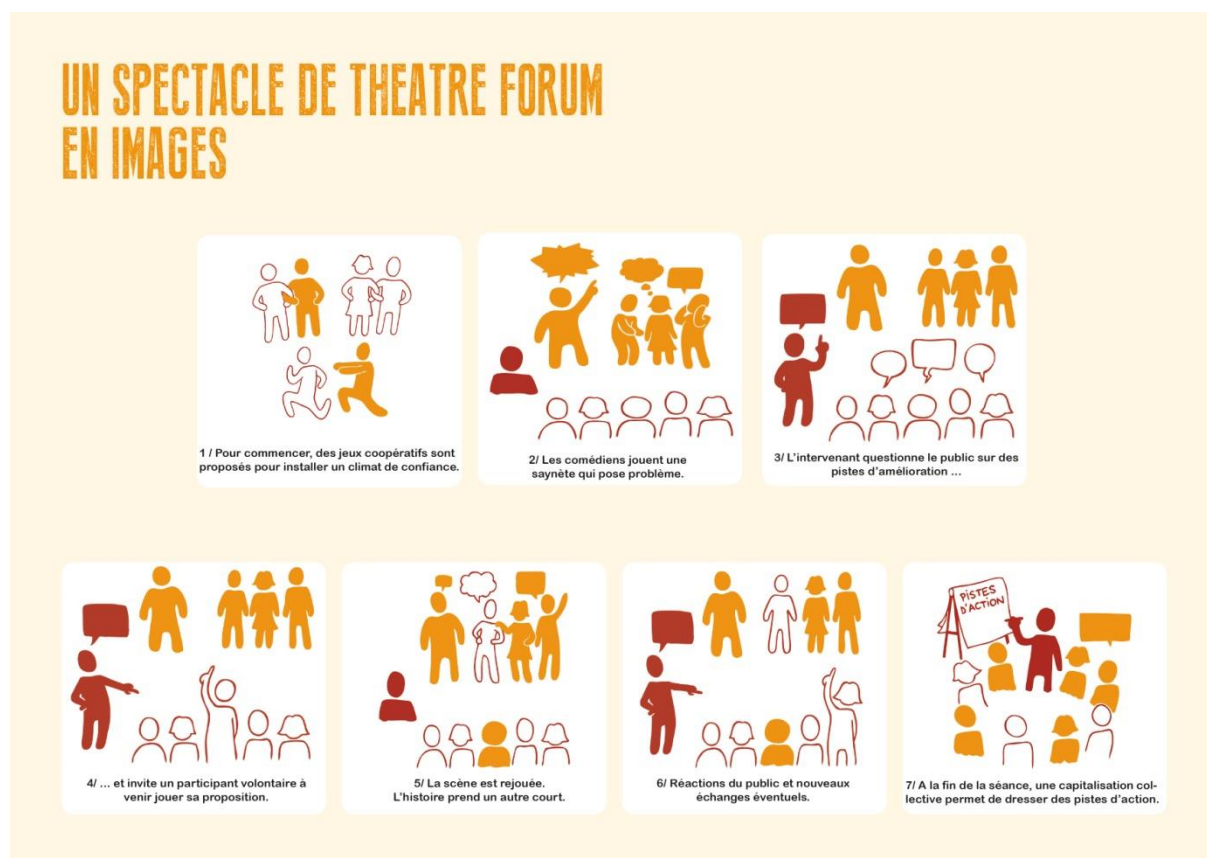 UN SPECTACLE DE THEATRE FORUM
EN IMAGES
1 / Pour commencer, des jeux coopératifs sont
proposés pour installer un climat de confiance.
2/ Les comédiens jouent une
saynète qui pose problème.
3/ L'intervenant questionne le public sur des
pistes d'amélioration ...
4/ ... et invite un participant volontaire à
venir jouer sa proposition.
5/ La scène est rejouée.
L'histoire prend un autre court.
6/ Réactions du public et nouveaux
échanges éventuels.
PISTES
D'ACTION
7/ A la fin de la séance, une capitalisation col-
lective permet de dresser des pistes d'action.